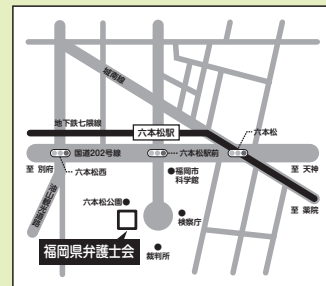 城南線
地下鉄七隈線
六本松駅
六本松
国道202号線
六本松駅前
至 別府
六本松西
福岡市
科学館
至 天神
油山観光道路
六本松公園
至 薬院
検察庁
福岡県弁護士会
裁判所